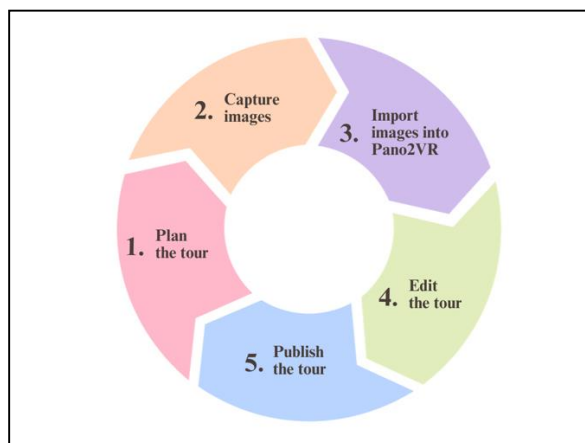 1. Plan
the tour
2. Capture
images
3. Import
images into
Pano2VR
4. Edit
the tour
5. Publish
the tour